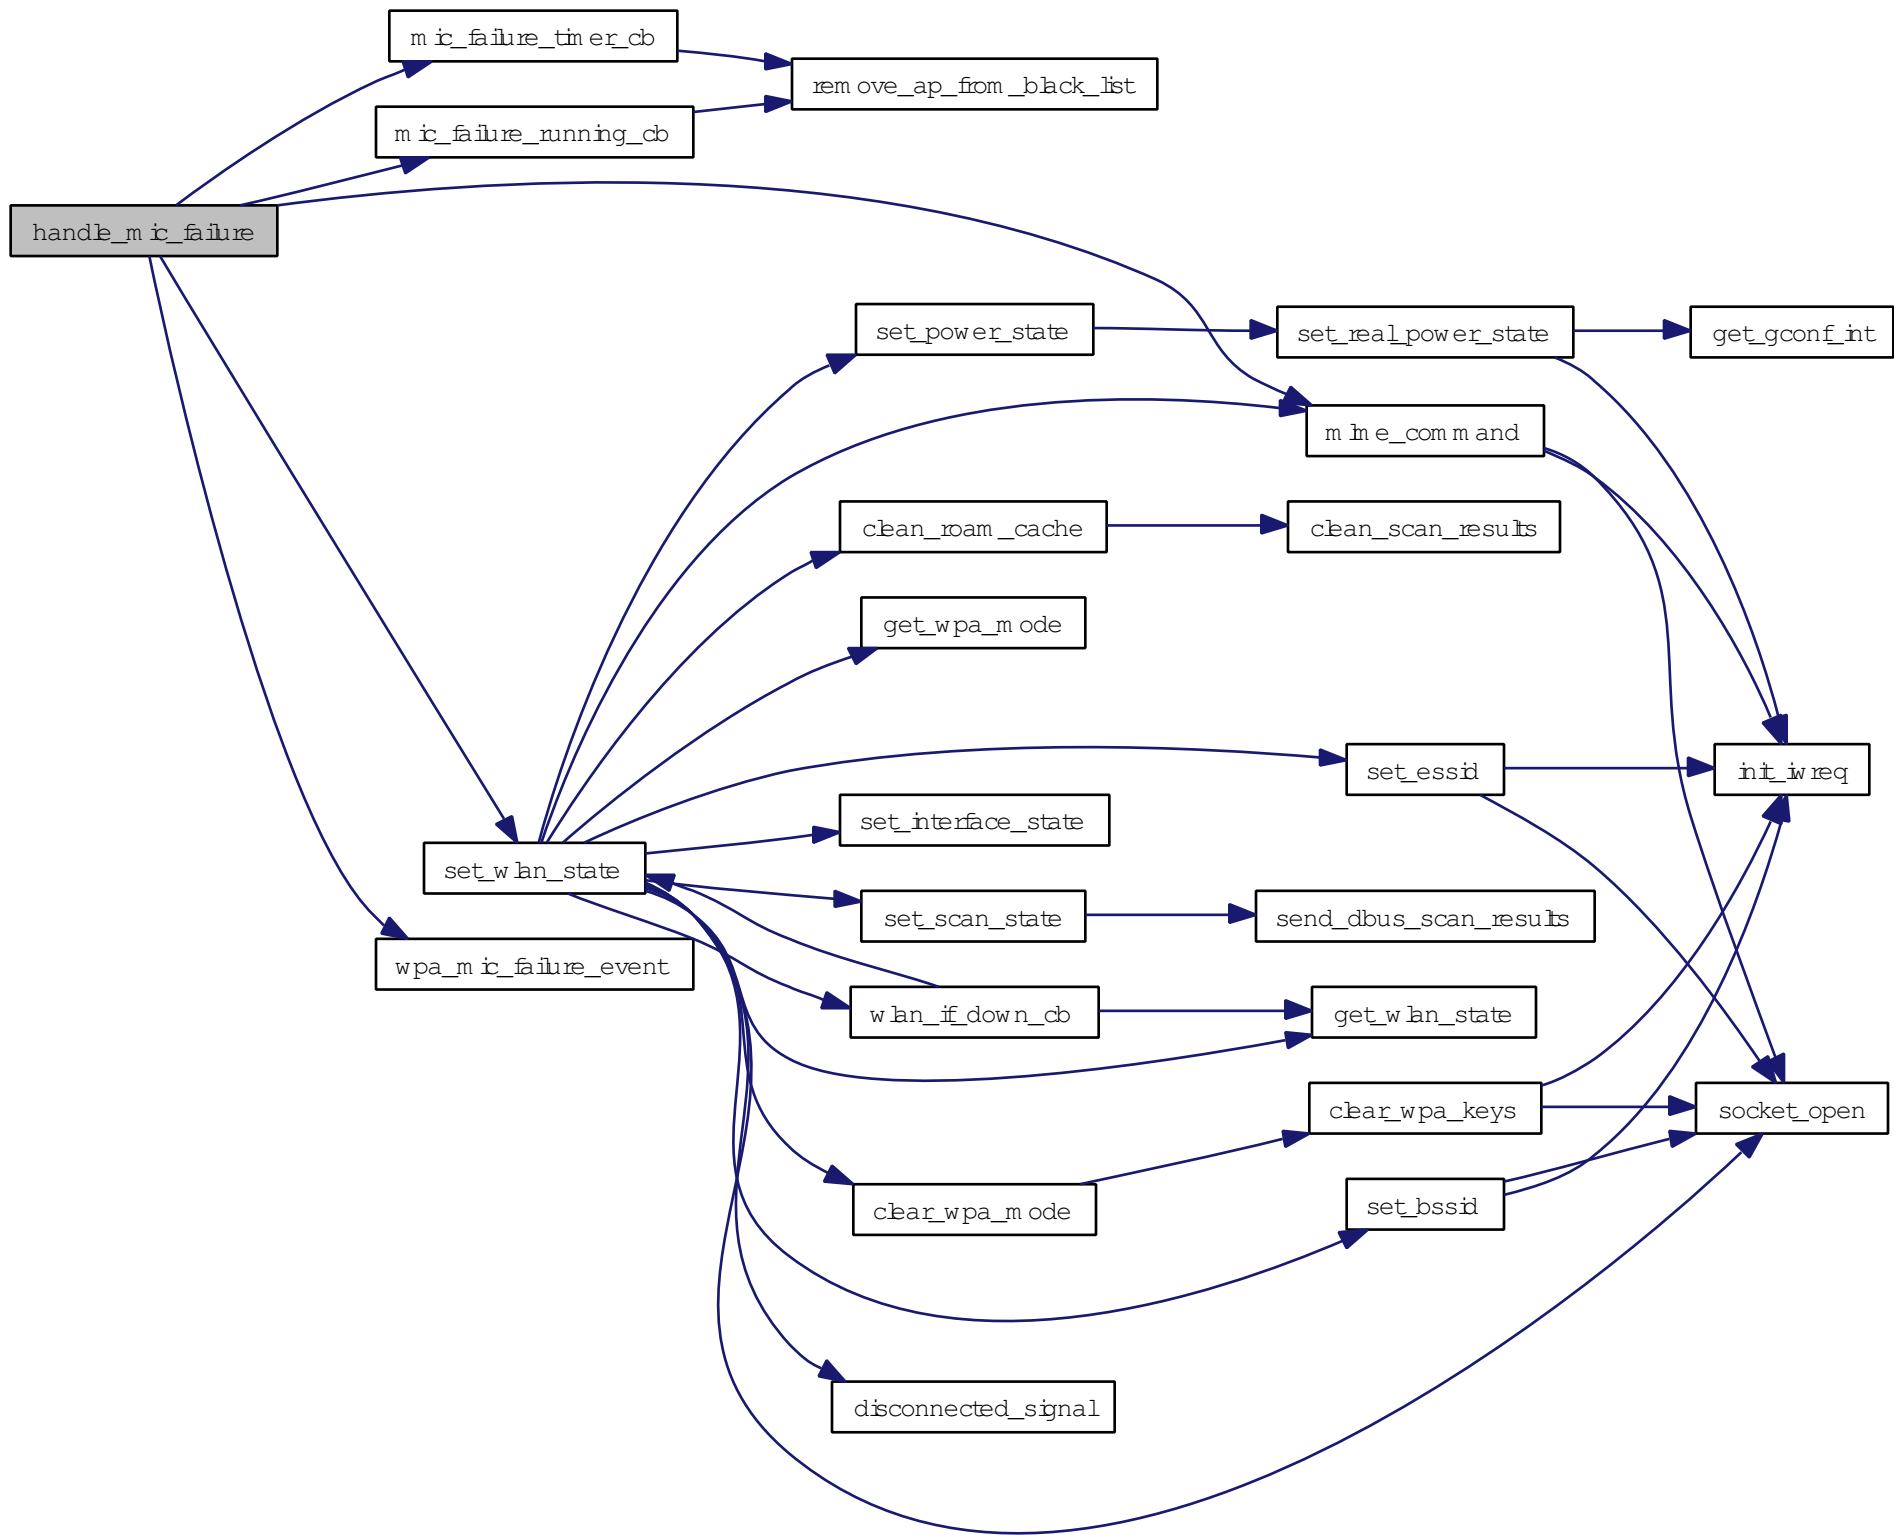 mic_failure_timer_cb
remove_ap_from_black_list
mic_failure_running_cb
handle_mic_failure
set_power_state
set_real_power_state
get_gconf_int
mlme_command
clean_roam_cache
clean_scan_results
get_wpa_mode
set_essid
init_iwreq
set_interface_state
set_wlan_state
set_scan_state
send_dbus_scan_results
wpa_mic_failure_event
wlan_if_down_cb
get_wlan_state
clear_wpa_keys
socket_open
clear_wpa_mode
set_bssid
disconnected_signal